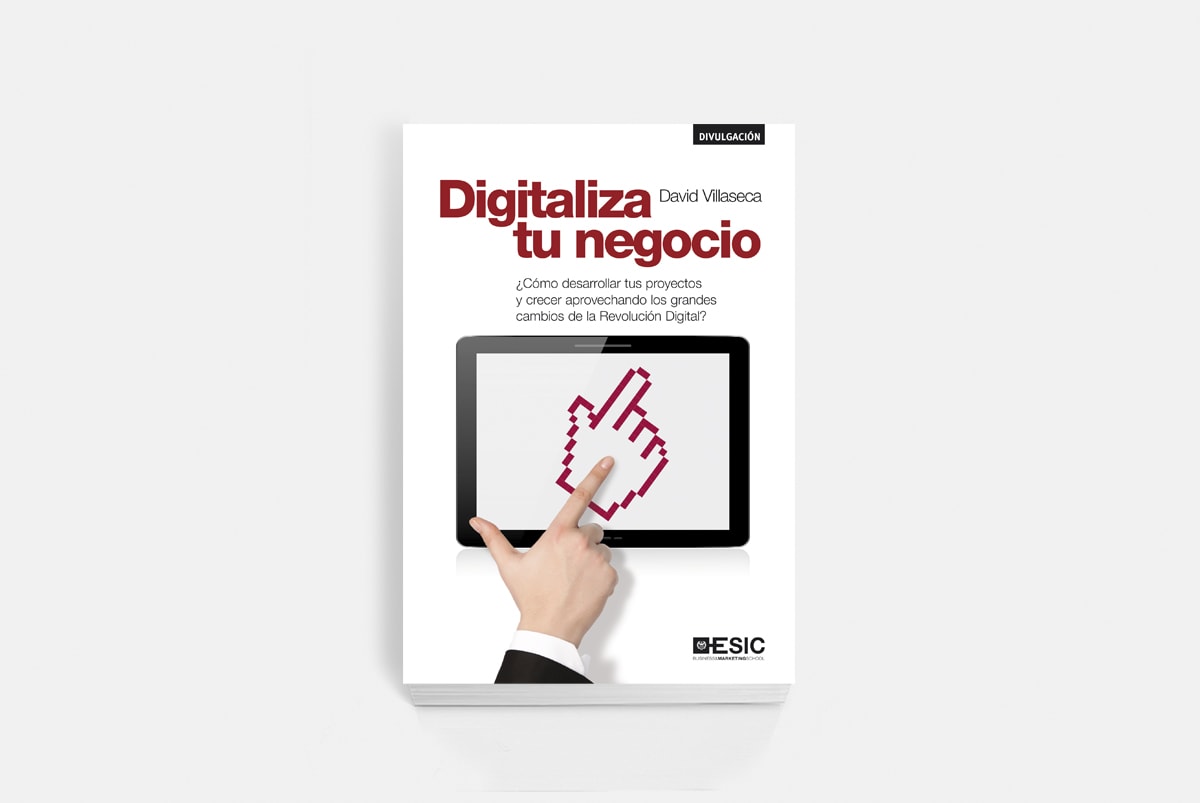 DIVULGACIÓN
Digitaliza David Villaseca
tu negocio
¿Cómo desarrollar tus proyectos
y crecer aprovechando los grandes
cambios de la Revolución Digital?
ESIC
BUSINESS&MARKETINGSCHOOL